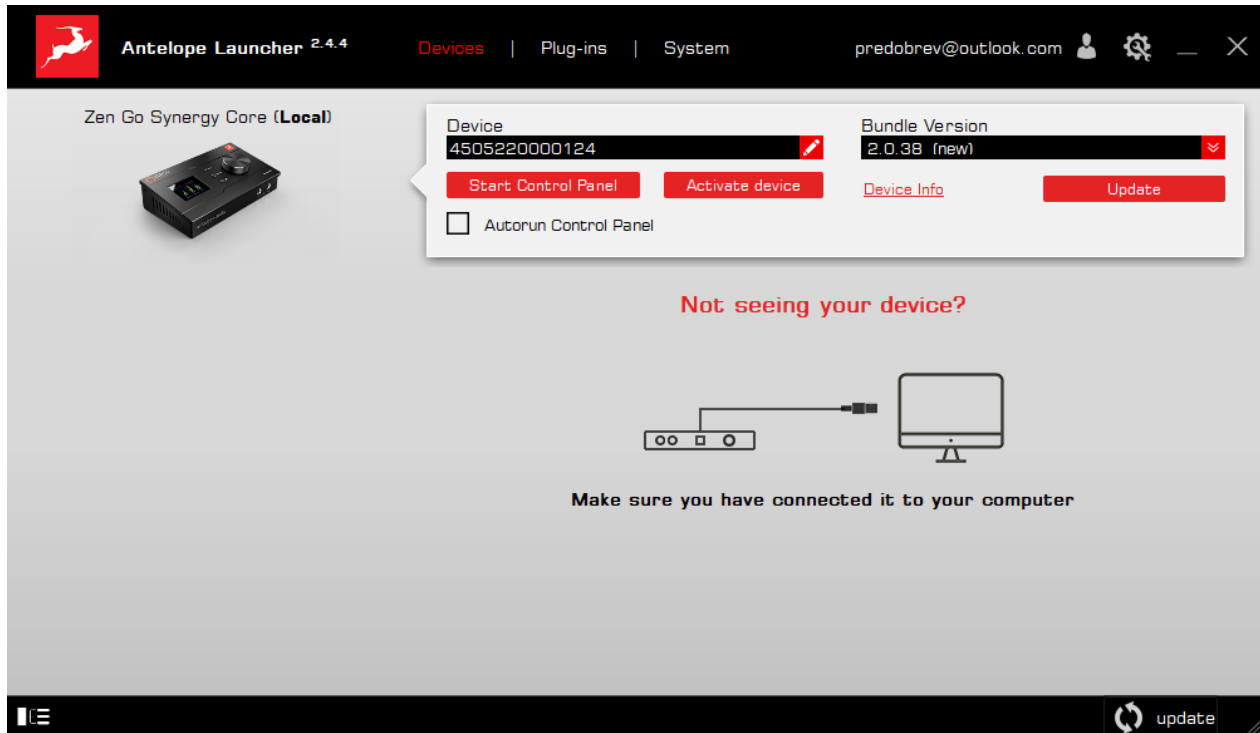 Antelope Launcher 2.4.4 Devices | Plug-ins | System predobrev@outlook.com
Zen Go Synergy Core (Local)
Device
4505220000124
Bundle Version
2.0.38 (new)
Start Control Panel Activate device Device Info Update
Autorun Control Panel
Not seeing your device?
Make sure you have connected it to your computer
update